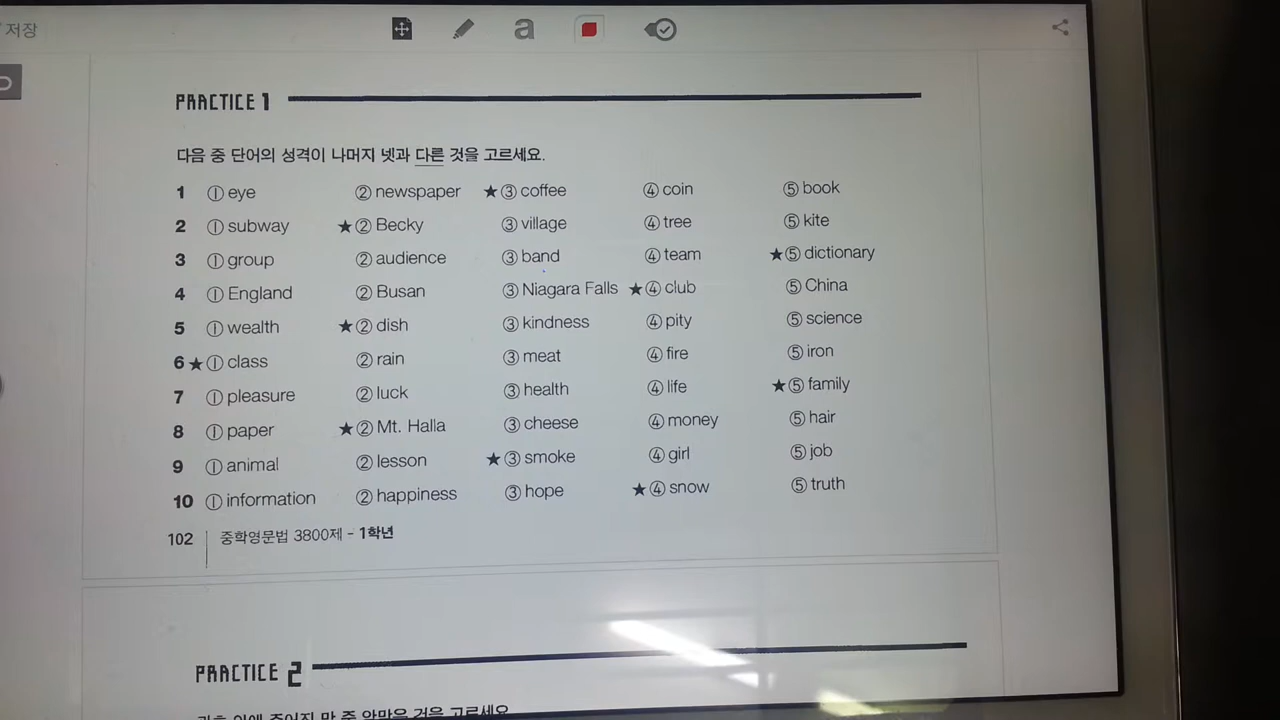 저장
a
PRACTICE 1
다음 중 단어의 성격이 나머지 넷과 다른 것을 고르세요.
1 ① eye ② newspaper ★③ coffee ④ coin ⑤ book
2 ① subway ★② Becky ③ village ④ tree ⑤ kite
3 ① group ② audience ③ band ④ team ★⑤ dictionary
4 ① England ② Busan ③ Niagara Falls ★④ club ⑤ China
5 ① wealth ★② dish ③ kindness ④ pity ⑤ science
6 ★① class ② rain ③ meat ④ fire ⑤ iron
7 ① pleasure ② luck ③ health ④ life ★⑤ family
8 ① paper ★② Mt. Halla ③ cheese ④ money ⑤ hair
9 ① animal ② lesson ★③ smoke ④ girl ⑤ job
10 ① information ② happiness ③ hope ★④ snow ⑤ truth
102 중학영문법 3800제 - 1학년
PRACTICE 2